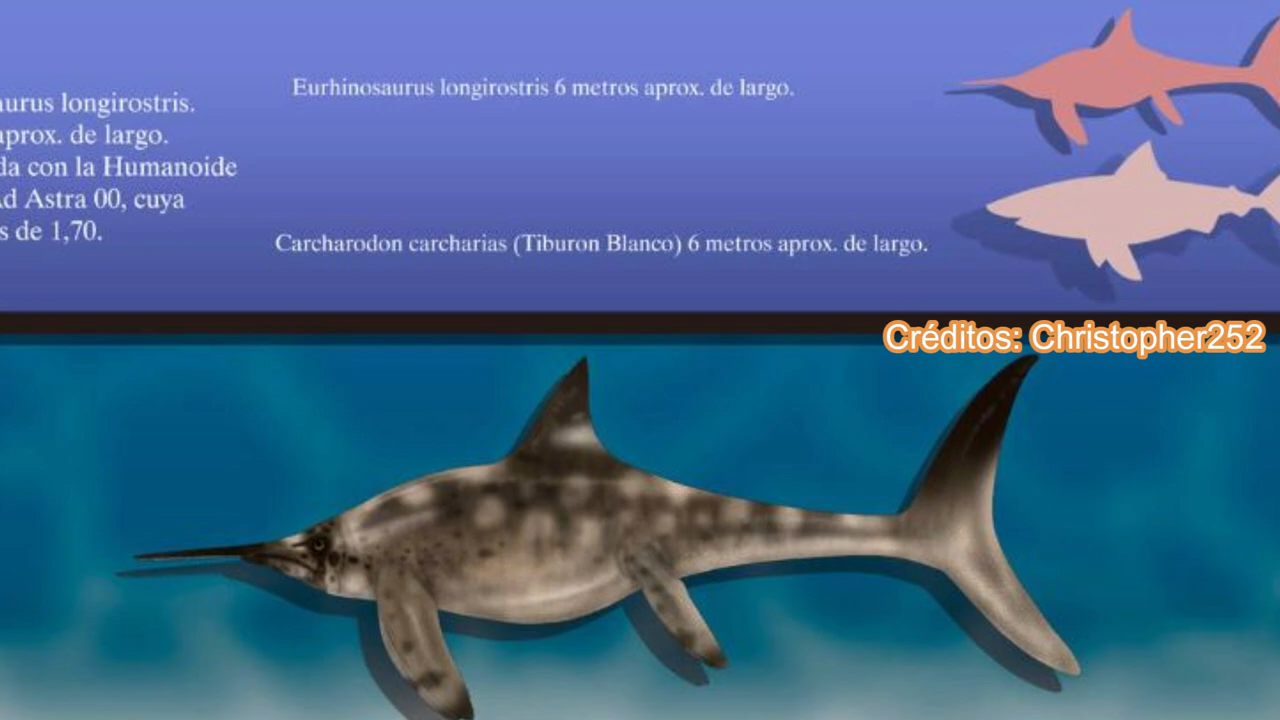 aurus longirostris.
aprox. de largo.
da con la Humanoide
Ad Astra 00, cuya
s de 1,70.
Eurhinosaurus longirostris 6 metros aprox. de largo.
Carcharodon carcharias (Tiburon Blanco) 6 metros aprox. de largo.
Créditos: Christopher252